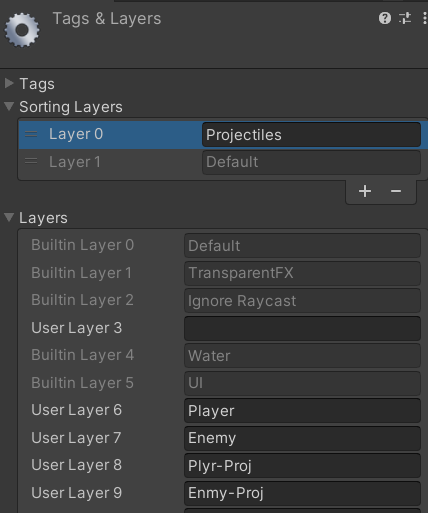 Tags & Layers
Tags
Sorting Layers
Layer 0 Projectiles
Layer 1 Default
+ −
Layers
Builtin Layer 0 Default
Builtin Layer 1 TransparentFX
Builtin Layer 2 Ignore Raycast
User Layer 3
Builtin Layer 4 Water
Builtin Layer 5 UI
User Layer 6 Player
User Layer 7 Enemy
User Layer 8 Plyr-Proj
User Layer 9 Enmy-Proj